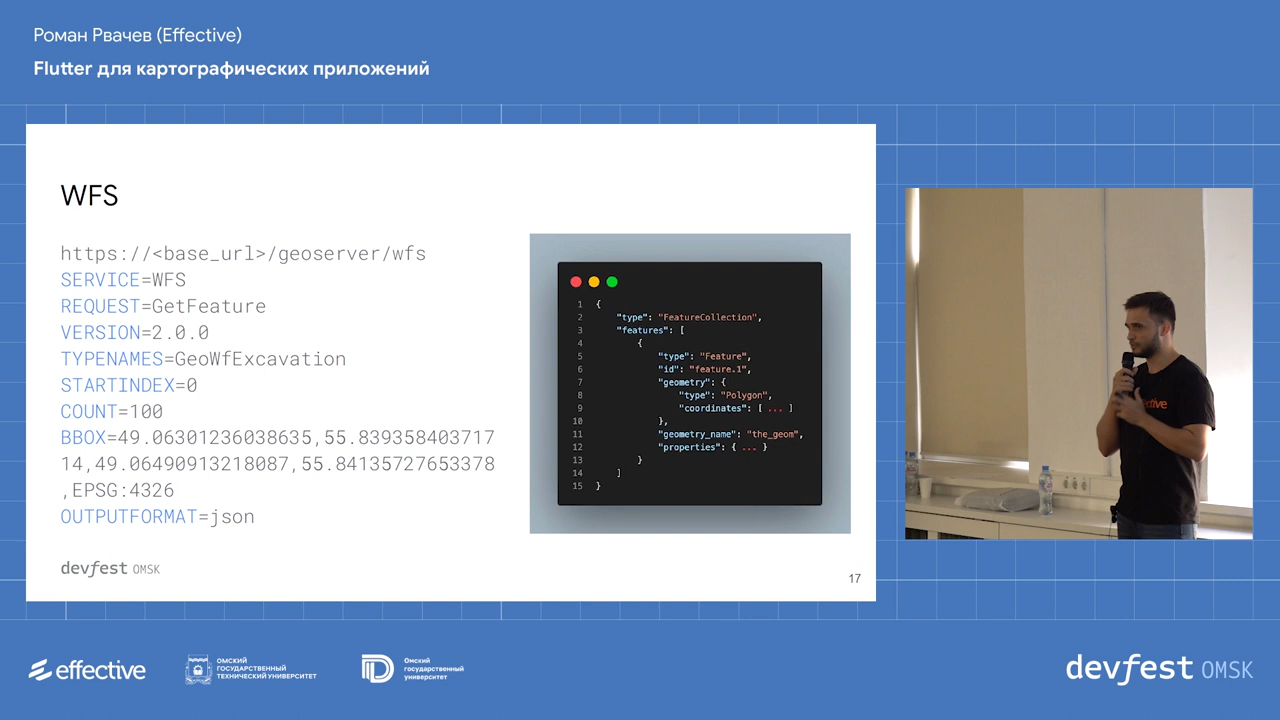 Роман Рвачев (Effective)
Flutter для картографических приложений
WFS
https://<base_url>/geoserver/wfs
SERVICE=WFS
REQUEST=GetFeature
VERSION=2.0.0
TYPENAMES=GeoWfExcavation
STARTINDEX=0
COUNT=100
BBOX=49.06301236038635,55.839358403717
14,49.06490913218087,55.84135727653378
,EPSG:4326
OUTPUTFORMAT=json
1 {
2 "type": "FeatureCollection",
3 "features": [
4 {
5 "type": "Feature",
6 "id": "feature.1",
7 "geometry": {
8 "type": "Polygon",
9 "coordinates": [ ... ]
10 },
11 "geometry_name": "the_geom",
12 "properties": { ... }
13 }
14 ]
15 }
devfest OMSK
17
effective
ОМСКИЙ
ГОСУДАРСТВЕННЫЙ
ТЕХНИЧЕСКИЙ УНИВЕРСИТЕТ
Омский
государственный
университет
devfest OMSK